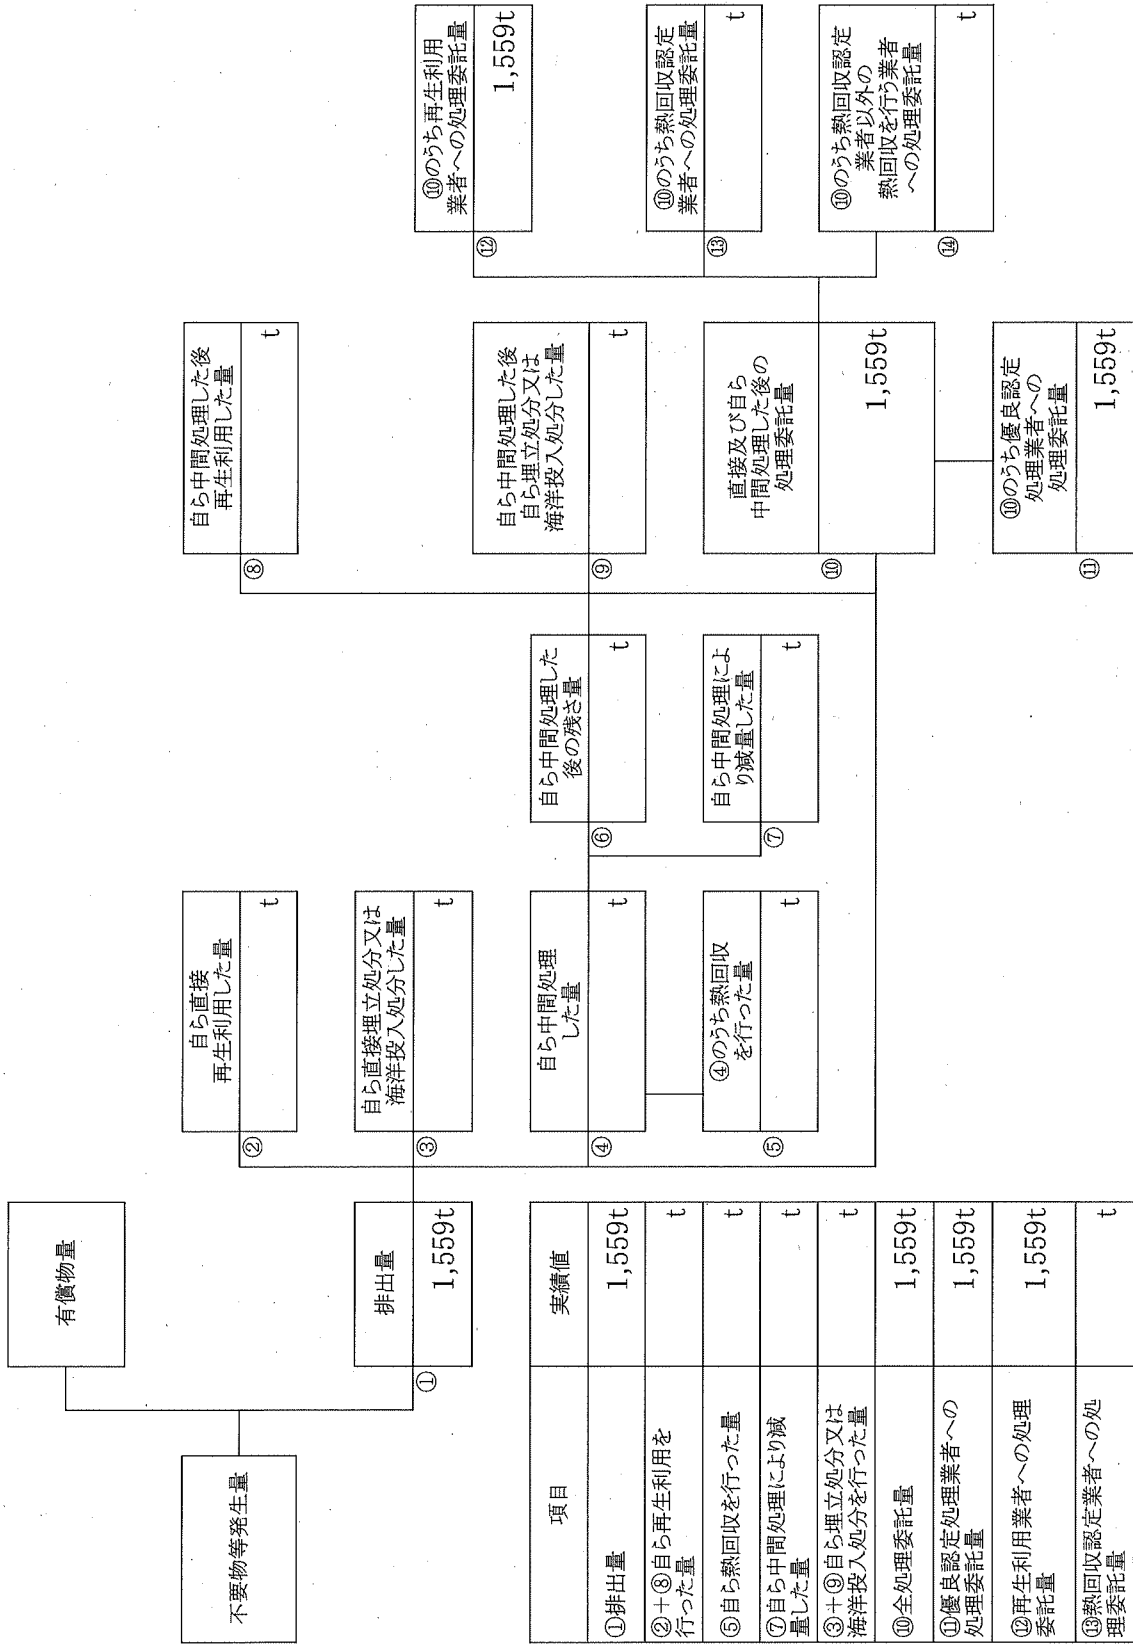 不要物等発生量
有償物量
排出量
①
1,559t
自ら直接
再生利用した量
②
t
自ら直接埋立処分又は
海洋投入処分した量
③
t
自ら中間処理
した量
④
t
④のうち熱回収
を行った量
⑤
t
自ら中間処理した
後の残さ量
⑥
t
自ら中間処理によ
り減量した量
⑦
t
自ら中間処理した後
再生利用した量
⑧
t
自ら中間処理した後
自ら埋立処分又は
海洋投入処分した量
⑨
t
直接及び自ら
中間処理した後の
処理委託量
⑩
1,559t
⑩のうち優良認定
処理業者への
処理委託量
⑪
1,559t
⑩のうち再生利用
業者への処理委託量
⑫
1,559t
⑩のうち熱回収認定
業者への処理委託量
⑬
t
⑩のうち熱回収認定
業者以外の
熱回収を行う業者
への処理委託量
⑭
t
項目 実績値
①排出量 1,559t
②+⑧自ら再生利用を
行った量 t
⑤自ら熱回収を行った量 t
⑦自ら中間処理により減
量した量 t
③+⑨自ら埋立処分又は
海洋投入処分を行った量 t
⑩全処理委託量 1,559t
⑪優良認定処理業者への
処理委託量 1,559t
⑫再生利用業者への処理
委託量 1,559t
⑬熱回収認定業者への処
理委託量 t